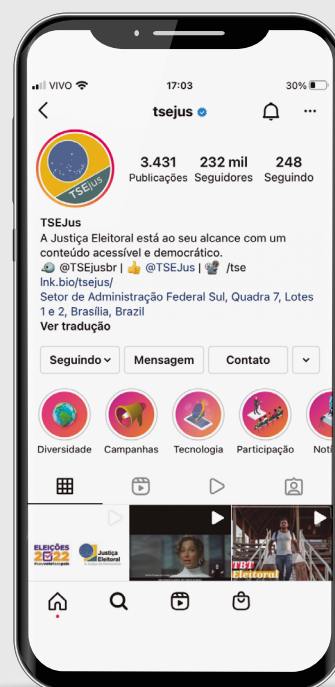 VIVO 17:03 30%
tsejus
TSEJus
3.431 232 mil 248
Publicações Seguidores Seguindo
TSEJus
A Justiça Eleitoral está ao seu alcance com um
conteúdo acessível e democrático.
@TSEjusbr | @TSEJus | /tse
lnk.bio/tsejus/
Setor de Administração Federal Sul, Quadra 7, Lotes
1 e 2, Brasília, Brazil
Ver tradução
Seguindo Mensagem Contato
Diversidade Campanhas Tecnologia Participação Notí
ELEIÇÕES
2022
Justiça
Eleitoral
TBT
Eleitoral